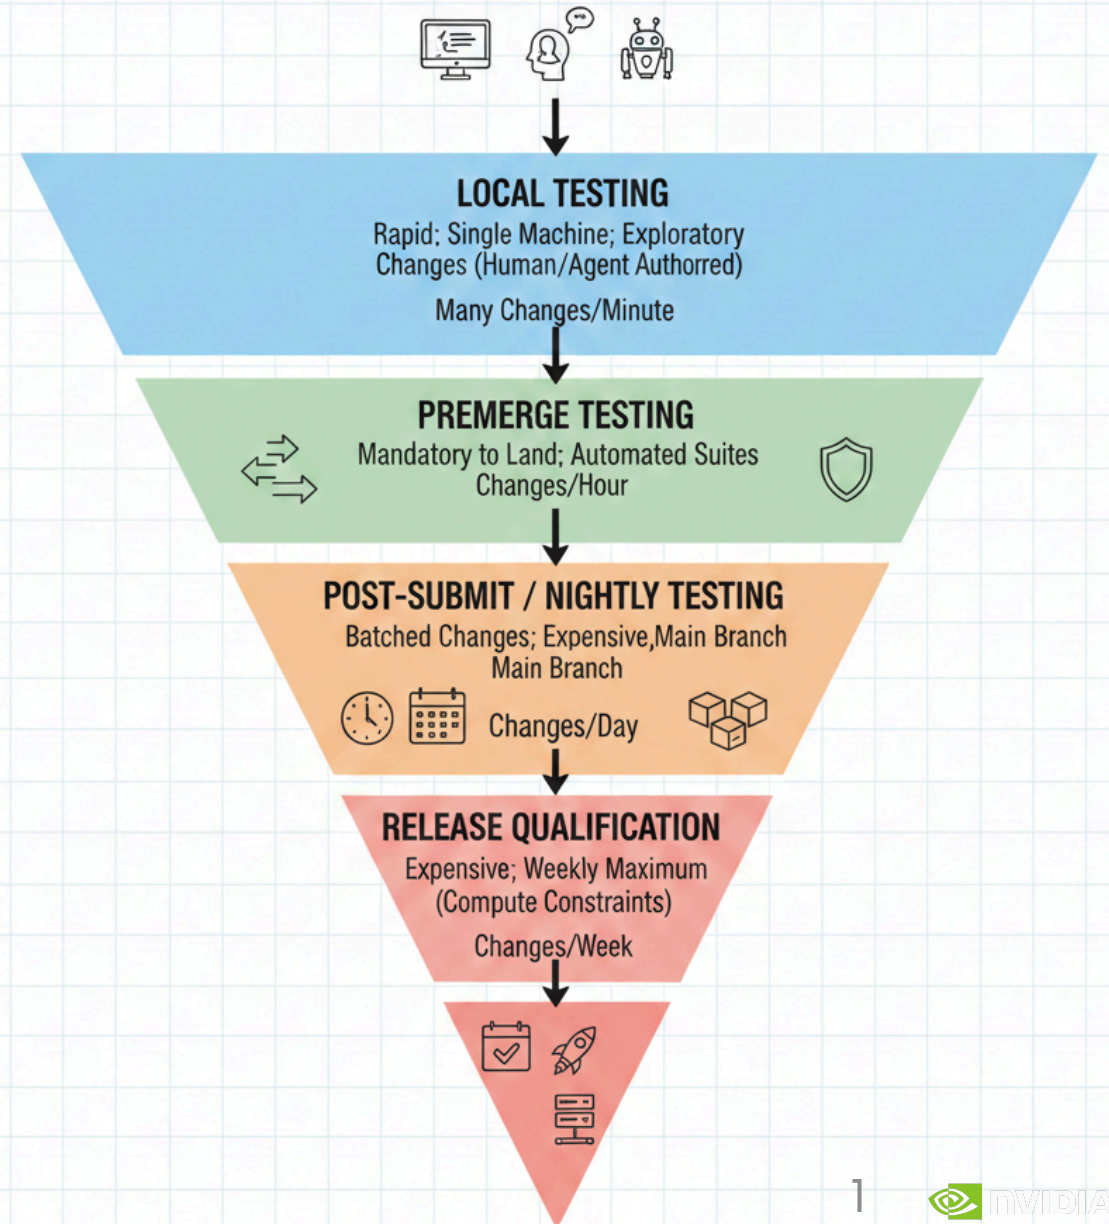 LOCAL TESTING
Rapid; Single Machine; Exploratory
Changes (Human/Agent Authorred)
Many Changes/Minute
PREMERGE TESTING
Mandatory to Land; Automated Suites
Changes/Hour
POST-SUBMIT / NIGHTLY TESTING
Batched Changes; Expensive,Main Branch
Main Branch
Changes/Day
RELEASE QUALIFICATION
Expensive; Weekly Maximum
(Compute Constraints)
Changes/Week
1
NVIDIA